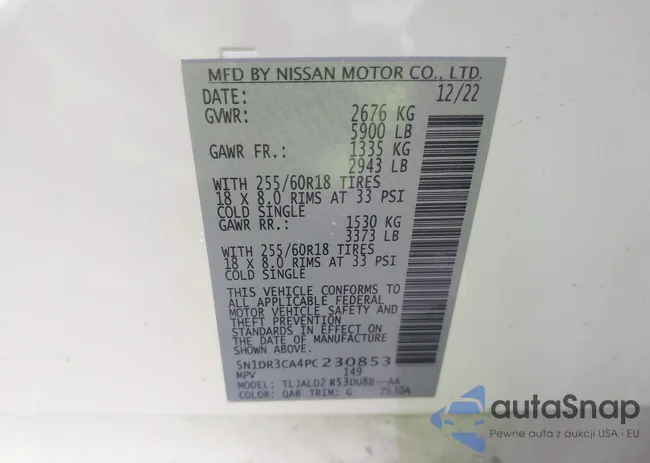 MFD BY NISSAN MOTOR CO., LTD.
DATE: 12/22
GVWR: 2676 KG
5900 LB
GAWR FR.: 1335 KG
2943 LB
WITH 255/60R18 TIRES
18 X 8.0 RIMS AT 33 PSI
COLD SINGLE
GAWR RR.: 1530 KG
3373 LB
WITH 255/60R18 TIRES
18 X 8.0 RIMS AT 33 PSI
COLD SINGLE
THIS VEHICLE CONFORMS TO
ALL APPLICABLE FEDERAL
MOTOR VEHICLE SAFETY AND
THEFT PREVENTION
STANDARDS IN EFFECT ON
THE DATE OF MANUFACTURE
SHOWN ABOVE.
5N1DR3CA4PC230853
MPV 149
MODEL: TLJALDZ R53DUBB--AA
COLOR: QAB TRIM: G
autoSnap
Pewne auta z aukcji USA i EU